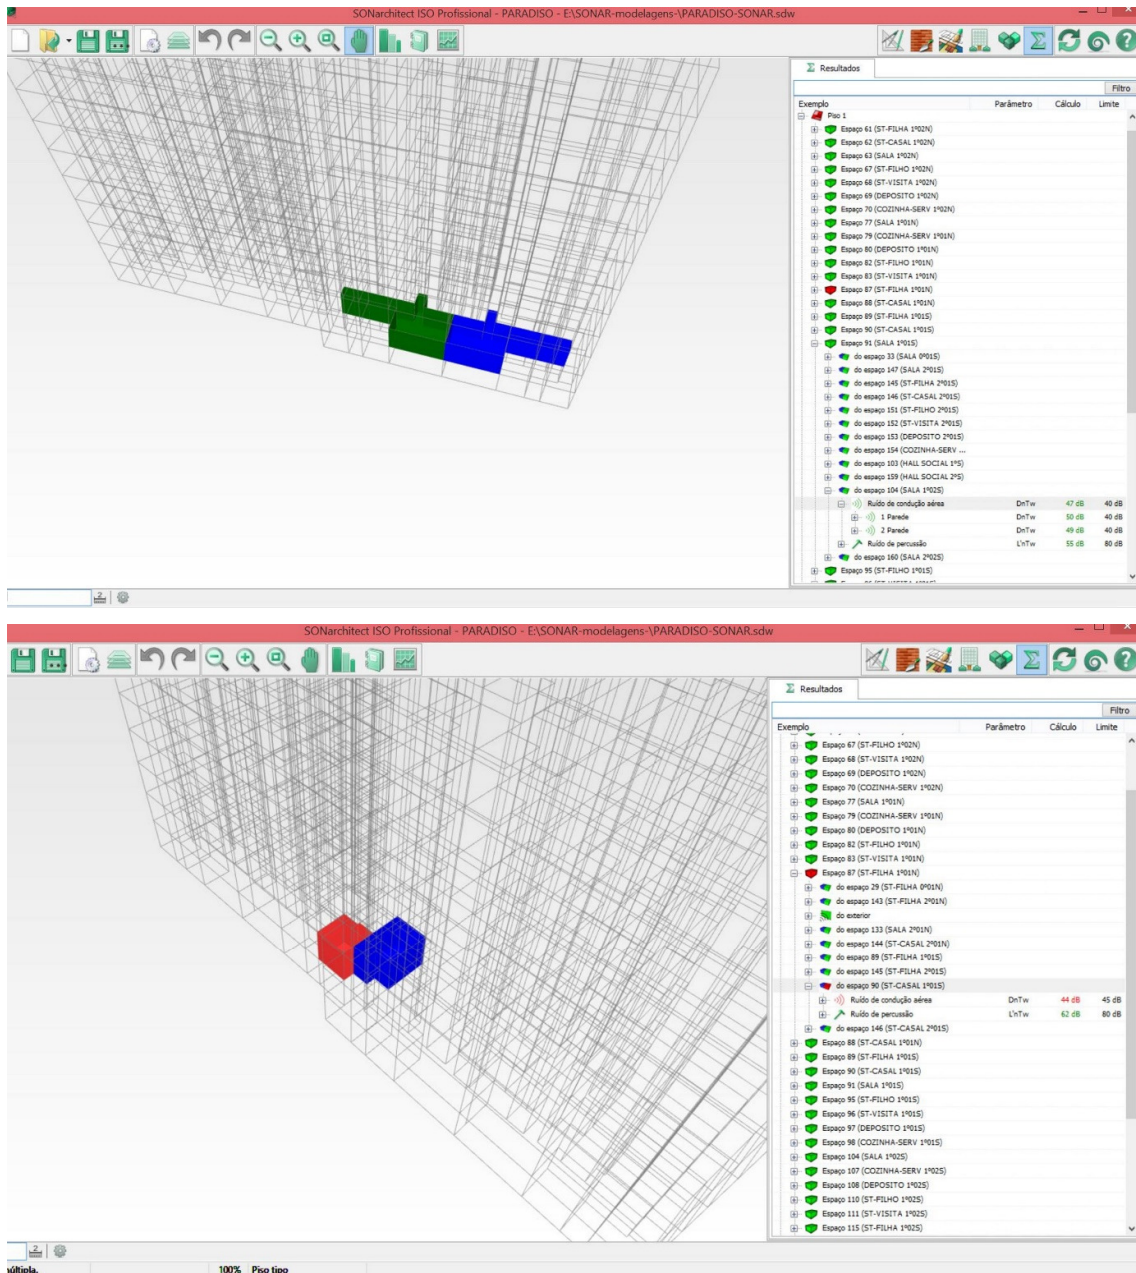 SONarchitect ISO Profissional - PARADISO - E:\SONAR-modelagens-\PARADISO-SONAR.sdw
Resultados
Filtro
Exemplo Parâmetro Cálculo Limite
Piso 1
Espaço 61 (ST-FILHA 1º02N)
Espaço 62 (ST-CASAL 1º02N)
Espaço 63 (SALA 1º02N)
Espaço 67 (ST-FILHO 1º02N)
Espaço 68 (ST-VISITA 1º02N)
Espaço 69 (DEPOSITO 1º02N)
Espaço 70 (COZINHA-SERV 1º02N)
Espaço 77 (SALA 1º01N)
Espaço 79 (COZINHA-SERV 1º01N)
Espaço 80 (DEPOSITO 1º01N)
Espaço 82 (ST-FILHO 1º01N)
Espaço 83 (ST-VISITA 1º01N)
Espaço 87 (ST-FILHA 1º01N)
Espaço 88 (ST-CASAL 1º01N)
Espaço 89 (ST-FILHA 1º01S)
Espaço 90 (ST-CASAL 1º01S)
Espaço 91 (SALA 1º01S)
do espaço 33 (SALA 0º01S)
do espaço 147 (SALA 2º01S)
do espaço 145 (ST-FILHA 2º01S)
do espaço 146 (ST-CASAL 2º01S)
do espaço 151 (ST-FILHO 2º01S)
do espaço 152 (ST-VISITA 2º01S)
do espaço 153 (DEPOSITO 2º01S)
do espaço 154 (COZINHA-SERV ...
do espaço 103 (HALL SOCIAL 1ºS)
do espaço 159 (HALL SOCIAL 2ºS)
do espaço 104 (SALA 1º02S)
Ruído de condução aérea DnTw 47 dB 40 dB
1 Parede DnTw 50 dB 40 dB
2 Parede DnTw 49 dB 40 dB
Ruído de percussão L'nTw 55 dB 80 dB
do espaço 160 (SALA 2º02S)
Espaço 95 (ST-FILHO 1º01S)
2
SONarchitect ISO Profissional - PARADISO - E:\SONAR-modelagens-\PARADISO-SONAR.sdw
Resultados
Filtro
Exemplo Parâmetro Cálculo Limite
Espaço 67 (ST-FILHO 1º02N)
Espaço 68 (ST-VISITA 1º02N)
Espaço 69 (DEPOSITO 1º02N)
Espaço 70 (COZINHA-SERV 1º02N)
Espaço 77 (SALA 1º01N)
Espaço 79 (COZINHA-SERV 1º01N)
Espaço 80 (DEPOSITO 1º01N)
Espaço 82 (ST-FILHO 1º01N)
Espaço 83 (ST-VISITA 1º01N)
Espaço 87 (ST-FILHA 1º01N)
do espaço 29 (ST-FILHA 0º01N)
do espaço 143 (ST-FILHA 2º01N)
do exterior
do espaço 133 (SALA 2º01N)
do espaço 144 (ST-CASAL 2º01N)
do espaço 89 (ST-FILHA 1º01S)
do espaço 145 (ST-FILHA 2º01S)
do espaço 90 (ST-CASAL 1º01S)
Ruído de condução aérea DnTw 44 dB 45 dB
Ruído de percussão L'nTw 62 dB 80 dB
do espaço 146 (ST-CASAL 2º01S)
Espaço 88 (ST-CASAL 1º01N)
Espaço 89 (ST-FILHA 1º01S)
Espaço 90 (ST-CASAL 1º01S)
Espaço 91 (SALA 1º01S)
Espaço 95 (ST-FILHO 1º01S)
Espaço 96 (ST-VISITA 1º01S)
Espaço 97 (DEPOSITO 1º01S)
Espaço 98 (COZINHA-SERV 1º01S)
Espaço 104 (SALA 1º02S)
Espaço 107 (COZINHA-SERV 1º02S)
Espaço 108 (DEPOSITO 1º02S)
Espaço 110 (ST-FILHO 1º02S)
Espaço 111 (ST-VISITA 1º02S)
Espaço 115 (ST-FILHA 1º02S)
2
últipla. 100% Piso tipo